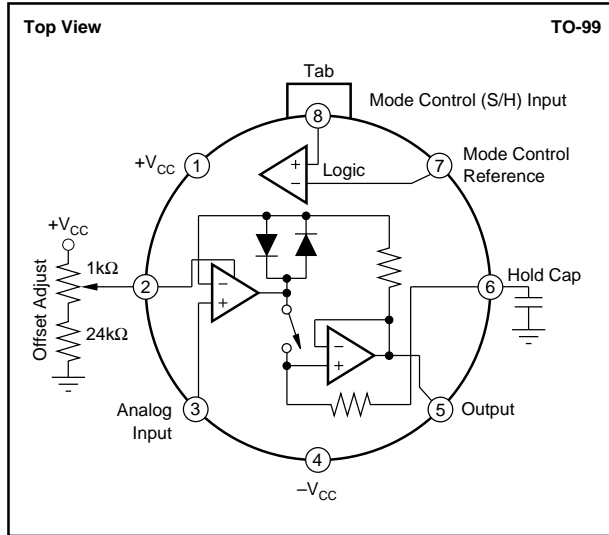 Top View
TO-99
Tab
8
Mode Control (S/H) Input
+VCC
1
+
–
Logic
7
Mode Control
Reference
+VCC
1kΩ
Offset Adjust
24kΩ
2
–
+
6
Hold Cap
–
+
Analog
Input
3
5
Output
4
–VCC